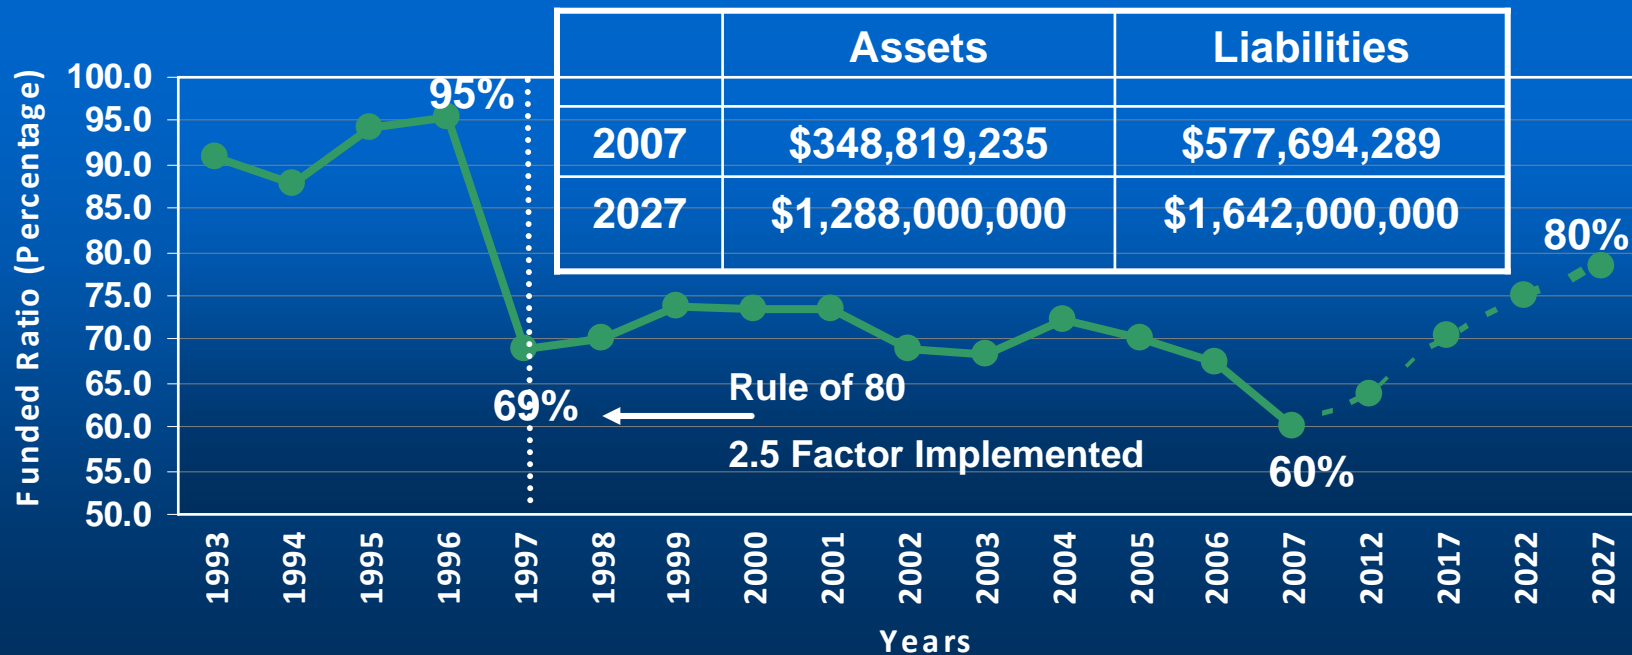 Assets Liabilities
2007 $348,819,235 $577,694,289
2027 $1,288,000,000 $1,642,000,000
Funded Ratio (Percentage)
100.0
95.0
90.0
85.0
80.0
75.0
70.0
65.0
60.0
55.0
50.0
95%
69%
60%
80%
Rule of 80
2.5 Factor Implemented
1993 1994 1995 1996 1997 1998 1999 2000 2001 2002 2003 2004 2005 2006 2007 2012 2017 2022 2027
Years